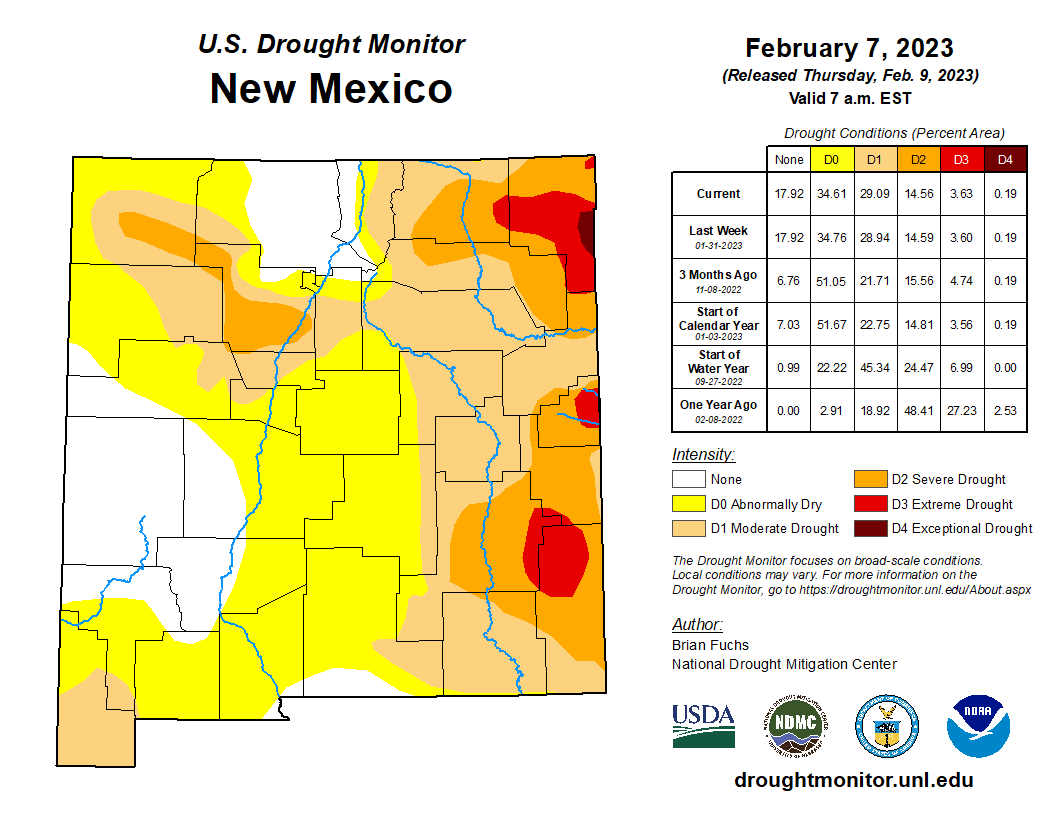 U.S. Drought Monitor
New Mexico
February 7, 2023
(Released Thursday, Feb. 9, 2023)
Valid 7 a.m. EST
Drought Conditions (Percent Area)
None D0 D1 D2 D3 D4
Current 17.92 34.61 29.09 14.56 3.63 0.19
Last Week
01-31-2023 17.92 34.76 28.94 14.59 3.60 0.19
3 Months Ago
11-08-2022 6.76 51.05 21.71 15.56 4.74 0.19
Start of
Calendar Year
01-03-2023 7.03 51.67 22.75 14.81 3.56 0.19
Start of
Water Year
09-27-2022 0.99 22.22 45.34 24.47 6.99 0.00
One Year Ago
02-08-2022 0.00 2.91 18.92 48.41 27.23 2.53
Intensity:
None
D0 Abnormally Dry
D1 Moderate Drought
D2 Severe Drought
D3 Extreme Drought
D4 Exceptional Drought
The Drought Monitor focuses on broad-scale conditions.
Local conditions may vary. For more information on the
Drought Monitor, go to https://droughtmonitor.unl.edu/About.aspx
Author:
Brian Fuchs
National Drought Mitigation Center
USDA
NDMC
NOAA
droughtmonitor.unl.edu